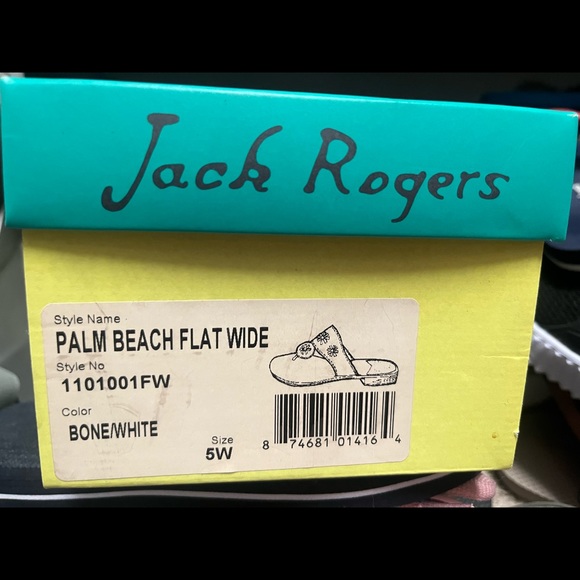 Jack Rogers
Style Name
PALM BEACH FLAT WIDE
Style No
1101001FW
Color
BONE/WHITE
Size
5W
8 74681 01416 4